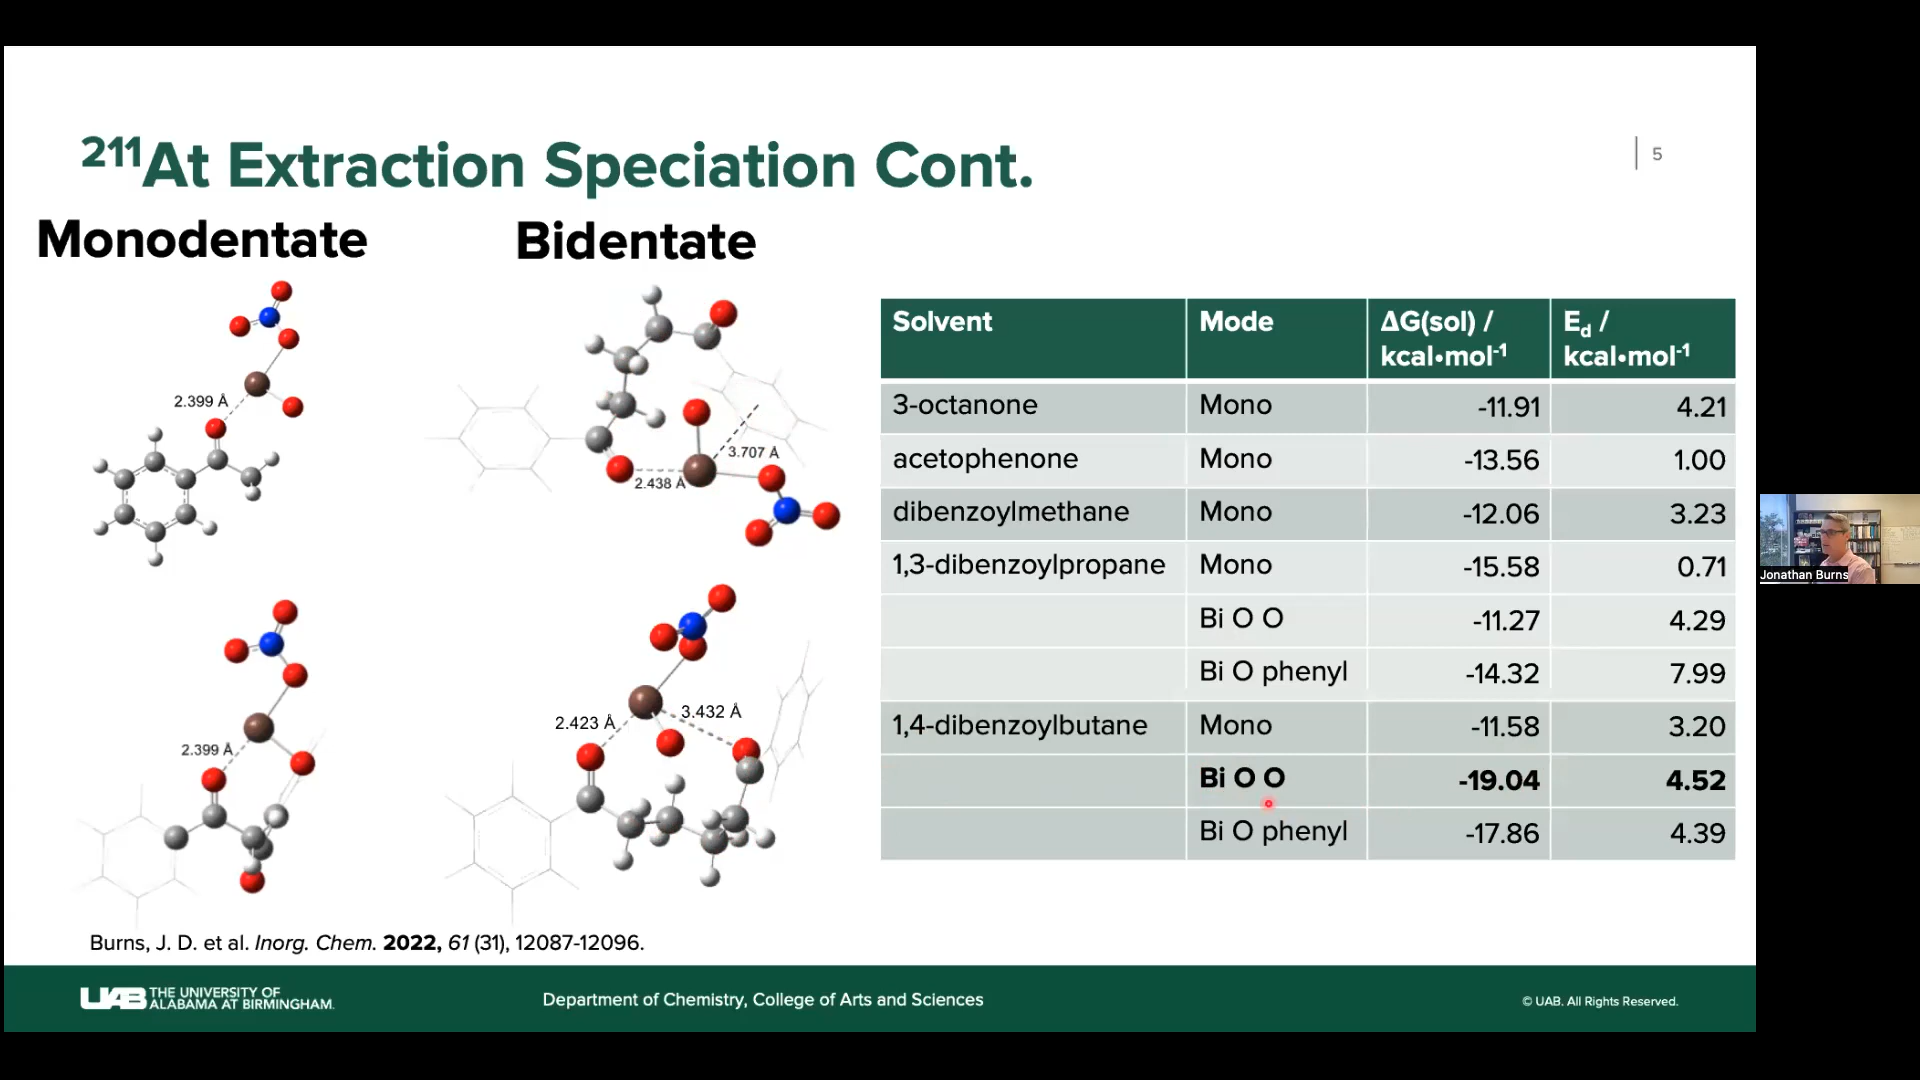 ²¹¹At Extraction Speciation Cont.
5
Monodentate
Bidentate
2.399 Å
3.707 Å
2.438 Å
2.399 Å
2.423 Å
3.432 Å
Solvent Mode ΔG(sol) / kcal•mol⁻¹ E_d / kcal•mol⁻¹
3-octanone Mono -11.91 4.21
acetophenone Mono -13.56 1.00
dibenzoylmethane Mono -12.06 3.23
1,3-dibenzoylpropane Mono -15.58 0.71
Bi O O -11.27 4.29
Bi O phenyl -14.32 7.99
1,4-dibenzoylbutane Mono -11.58 3.20
Bi O O -19.04 4.52
Bi O phenyl -17.86 4.39
Burns, J. D. et al. Inorg. Chem. 2022, 61 (31), 12087-12096.
UAB THE UNIVERSITY OF
ALABAMA AT BIRMINGHAM.
Department of Chemistry, College of Arts and Sciences
© UAB. All Rights Reserved.
Jonathan Burns